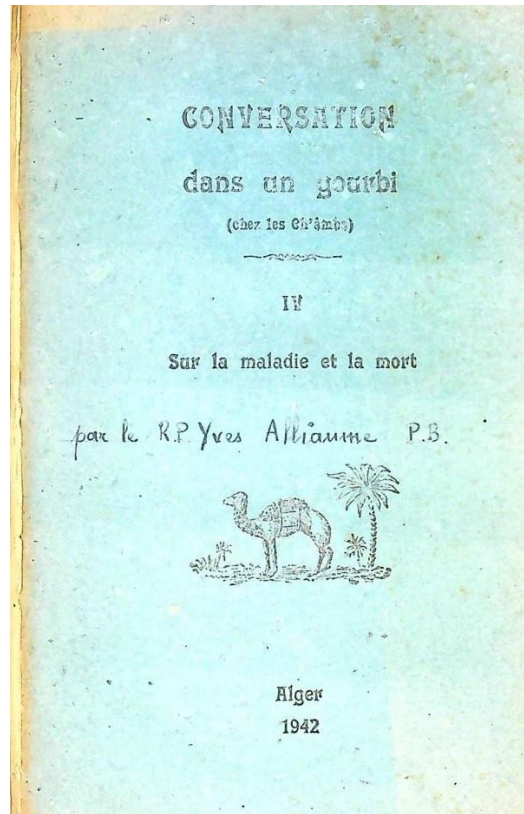 CONVERSATION
dans un gourbi
(chez les Ch'âmba)
IV
Sur la maladie et la mort
par le R.P. Yves Alliaume P.B.
Alger
1942